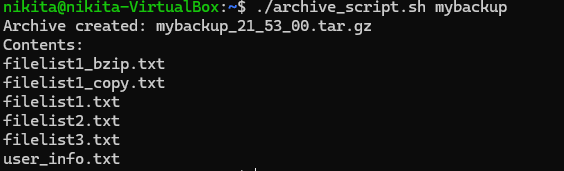 nikita@nikita-VirtualBox:~$ ./archive_script.sh mybackup
Archive created: mybackup_21_53_00.tar.gz
Contents:
filelist1_bzip.txt
filelist1_copy.txt
filelist1.txt
filelist2.txt
filelist3.txt
user_info.txt